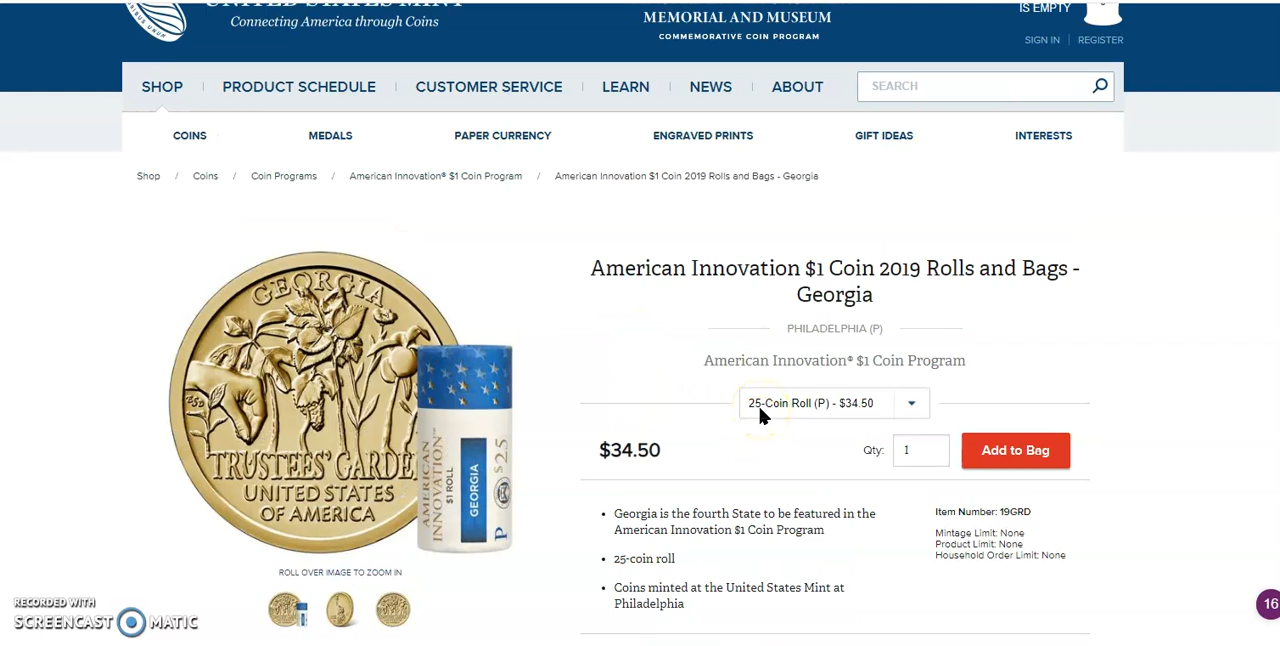 UNITED STATES MINT
Connecting America through Coins
MEMORIAL AND MUSEUM
COMMEMORATIVE COIN PROGRAM
IS EMPTY
SIGN IN | REGISTER
SHOP
PRODUCT SCHEDULE
CUSTOMER SERVICE
LEARN
NEWS
ABOUT
SEARCH
COINS
MEDALS
PAPER CURRENCY
ENGRAVED PRINTS
GIFT IDEAS
INTERESTS
Shop / Coins / Coin Programs / American Innovation® $1 Coin Program / American Innovation $1 Coin 2019 Rolls and Bags - Georgia
GEORGIA
TRUSTEES' GARDE
UNITED STATES
OF AMERICA
AMERICAN
INNOVATION™
$1 ROLL
GEORGIA
$25
P
ROLL OVER IMAGE TO ZOOM IN
American Innovation $1 Coin 2019 Rolls and Bags -
Georgia
PHILADELPHIA (P)
American Innovation® $1 Coin Program
25-Coin Roll (P) - $34.50
$34.50
Qty: 1
Add to Bag
• Georgia is the fourth State to be featured in the
American Innovation $1 Coin Program
• 25-coin roll
• Coins minted at the United States Mint at
Philadelphia
Item Number: 19GRD
Mintage Limit: None
Product Limit: None
Household Order Limit: None
RECORDED WITH
SCREENCAST MATIC
16